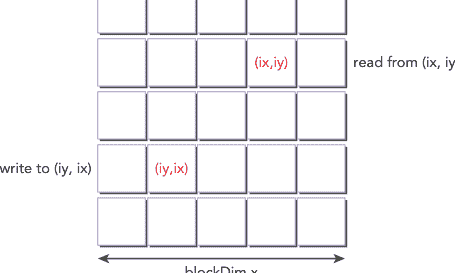 (ix,iy) read from (ix, iy
write to (iy, ix) (iy,ix)
blockDim.x